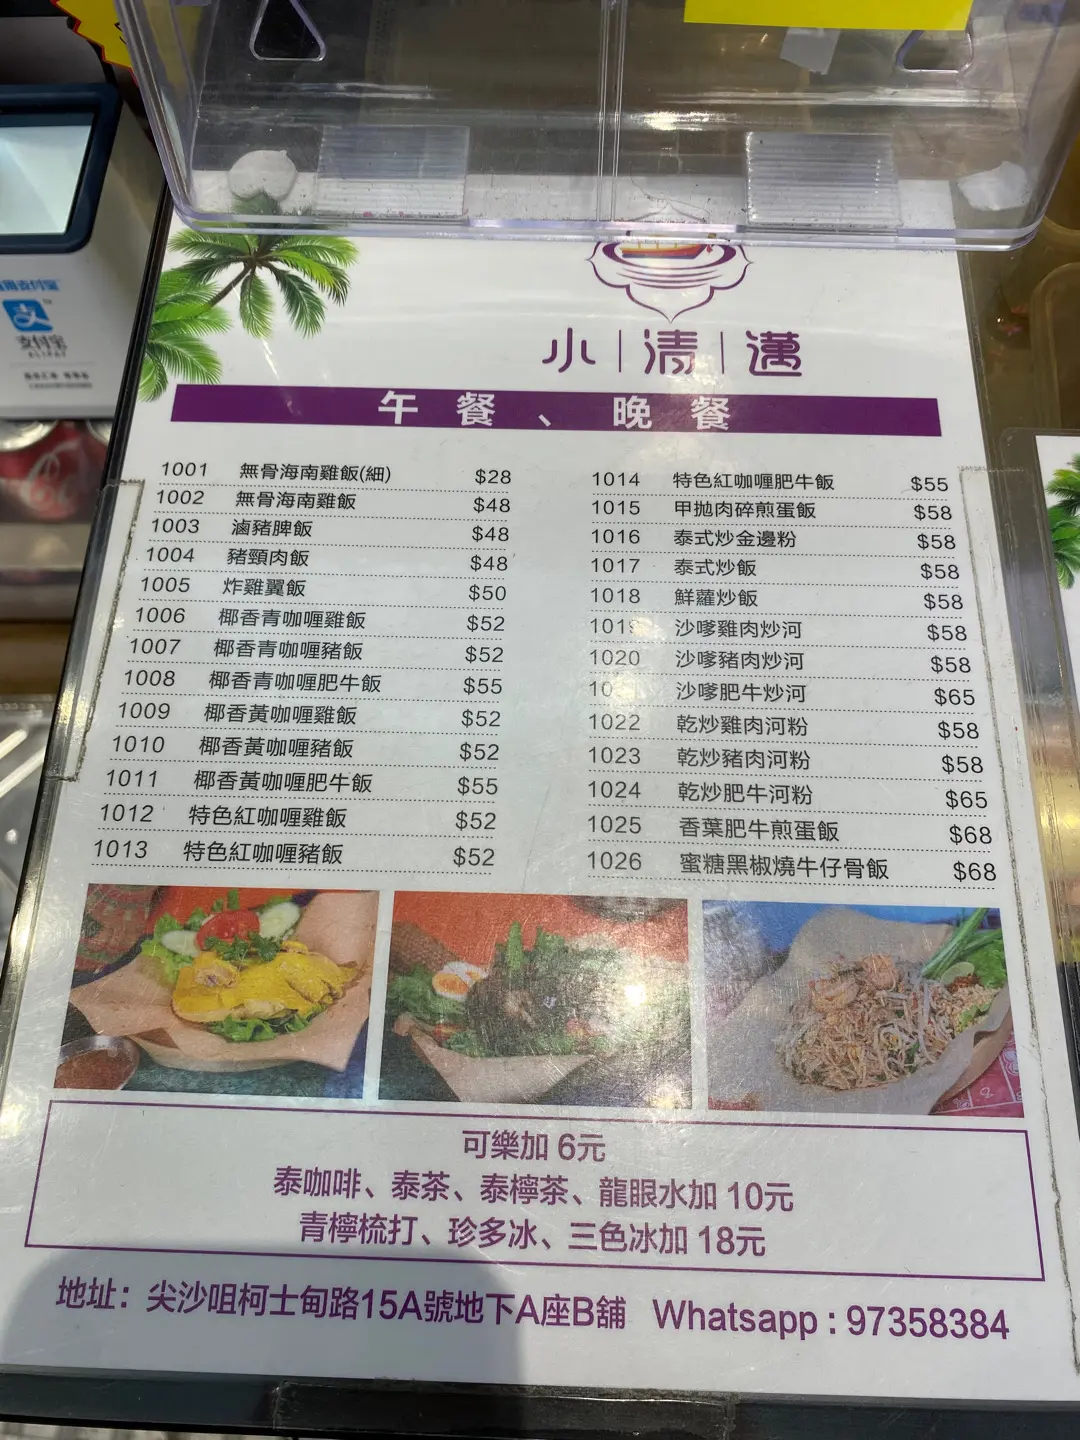 支付宝
ALIPAY
小清邁
午餐、晚餐
1001 無骨海南雞飯(細) $28
1002 無骨海南雞飯 $48
1003 滷豬脾飯 $48
1004 豬頸肉飯 $48
1005 炸雞翼飯 $50
1006 椰香青咖喱雞飯 $52
1007 椰香青咖喱豬飯 $52
1008 椰香青咖喱肥牛飯 $55
1009 椰香黃咖喱雞飯 $52
1010 椰香黃咖喱豬飯 $52
1011 椰香黃咖喱肥牛飯 $55
1012 特色紅咖喱雞飯 $52
1013 特色紅咖喱豬飯 $52
1014 特色紅咖喱肥牛飯 $55
1015 甲抛肉碎煎蛋飯 $58
1016 泰式炒金邊粉 $58
1017 泰式炒飯 $58
1018 鮮蘿炒飯 $58
1019 沙嗲雞肉炒河 $58
1020 沙嗲豬肉炒河 $58
沙嗲肥牛炒河 $65
1022 乾炒雞肉河粉 $58
1023 乾炒豬肉河粉 $58
1024 乾炒肥牛河粉 $65
1025 香葉肥牛煎蛋飯 $68
1026 蜜糖黑椒燒牛仔骨飯 $68
可樂加 6元
泰咖啡、泰茶、泰檸茶、龍眼水加 10元
青檸梳打、珍多冰、三色冰加 18元
地址：尖沙咀柯士甸路15A號地下A座B舖 Whatsapp : 97358384